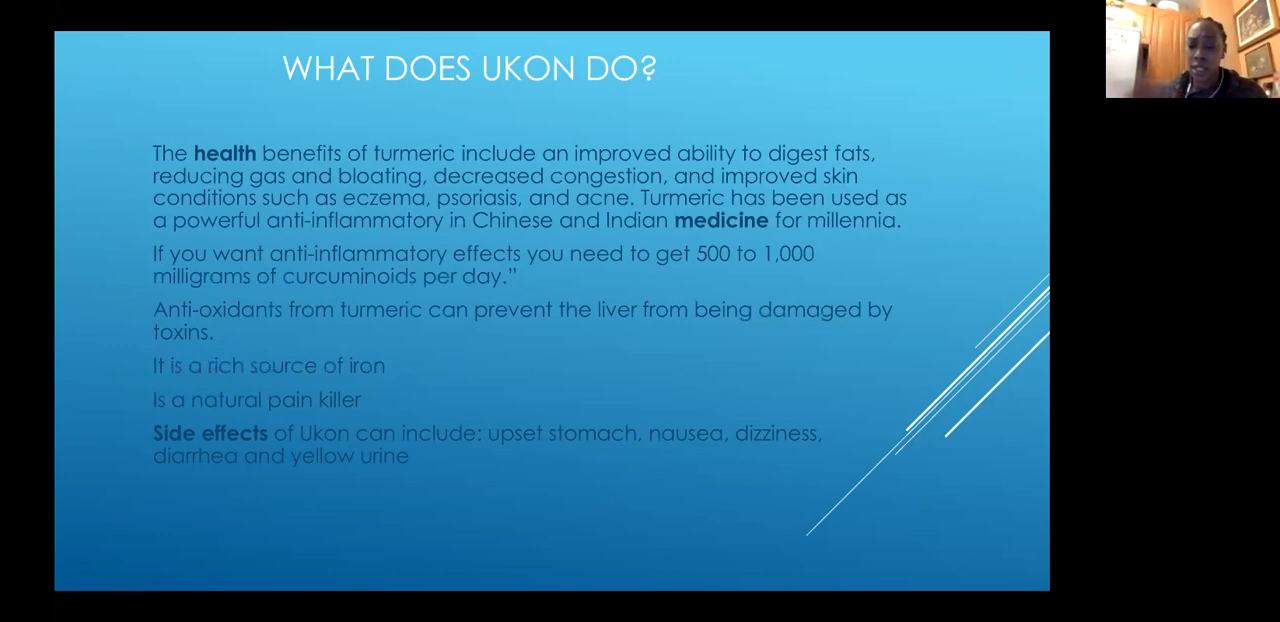 WHAT DOES UKON DO?
The health benefits of turmeric include an improved ability to digest fats,
reducing gas and bloating, decreased congestion, and improved skin
conditions such as eczema, psoriasis, and acne. Turmeric has been used as
a powerful anti-inflammatory in Chinese and Indian medicine for millennia.
If you want anti-inflammatory effects you need to get 500 to 1,000
milligrams of curcuminoids per day.”
Anti-oxidants from turmeric can prevent the liver from being damaged by
toxins.
It is a rich source of iron
Is a natural pain killer
Side effects of Ukon can include: upset stomach, nausea, dizziness,
diarrhea and yellow urine